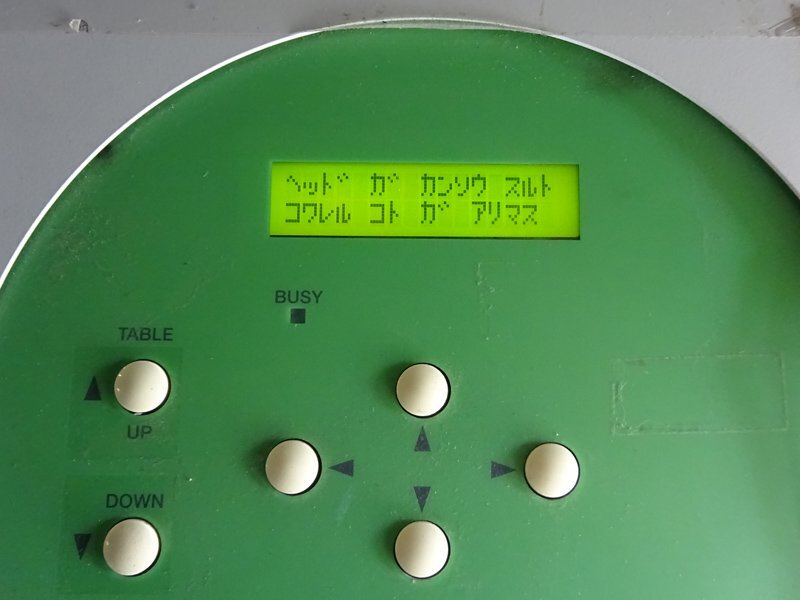 ヘッド ガ カンソウ スルト
コワレル コト ガ アリマス
BUSY
TABLE
UP
DOWN